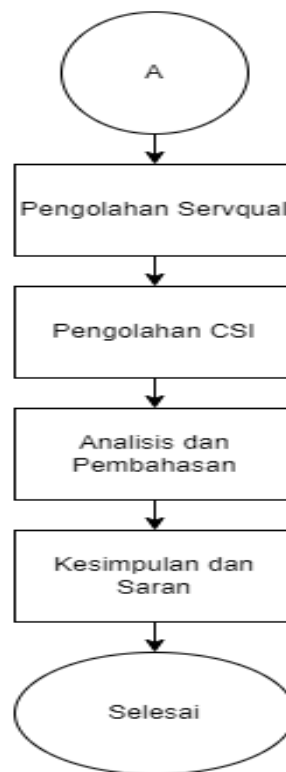 A
Pengolahan Servqual
Pengolahan CSI
Analisis dan
Pembahasan
Kesimpulan dan
Saran
Selesai